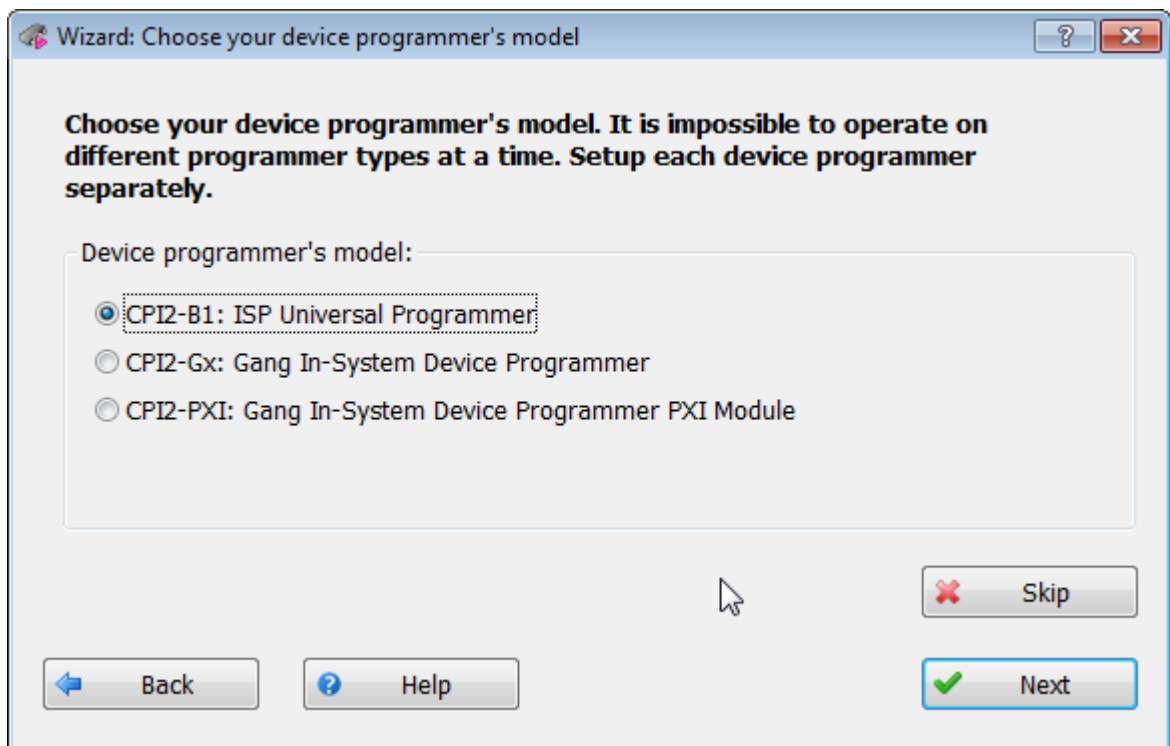 Wizard: Choose your device programmer's model
Choose your device programmer's model. It is impossible to operate on
different programmer types at a time. Setup each device programmer
separately.
Device programmer's model:
CPI2-B1: ISP Universal Programmer
CPI2-Gx: Gang In-System Device Programmer
CPI2-PXI: Gang In-System Device Programmer PXI Module
Skip
Back
Help
Next